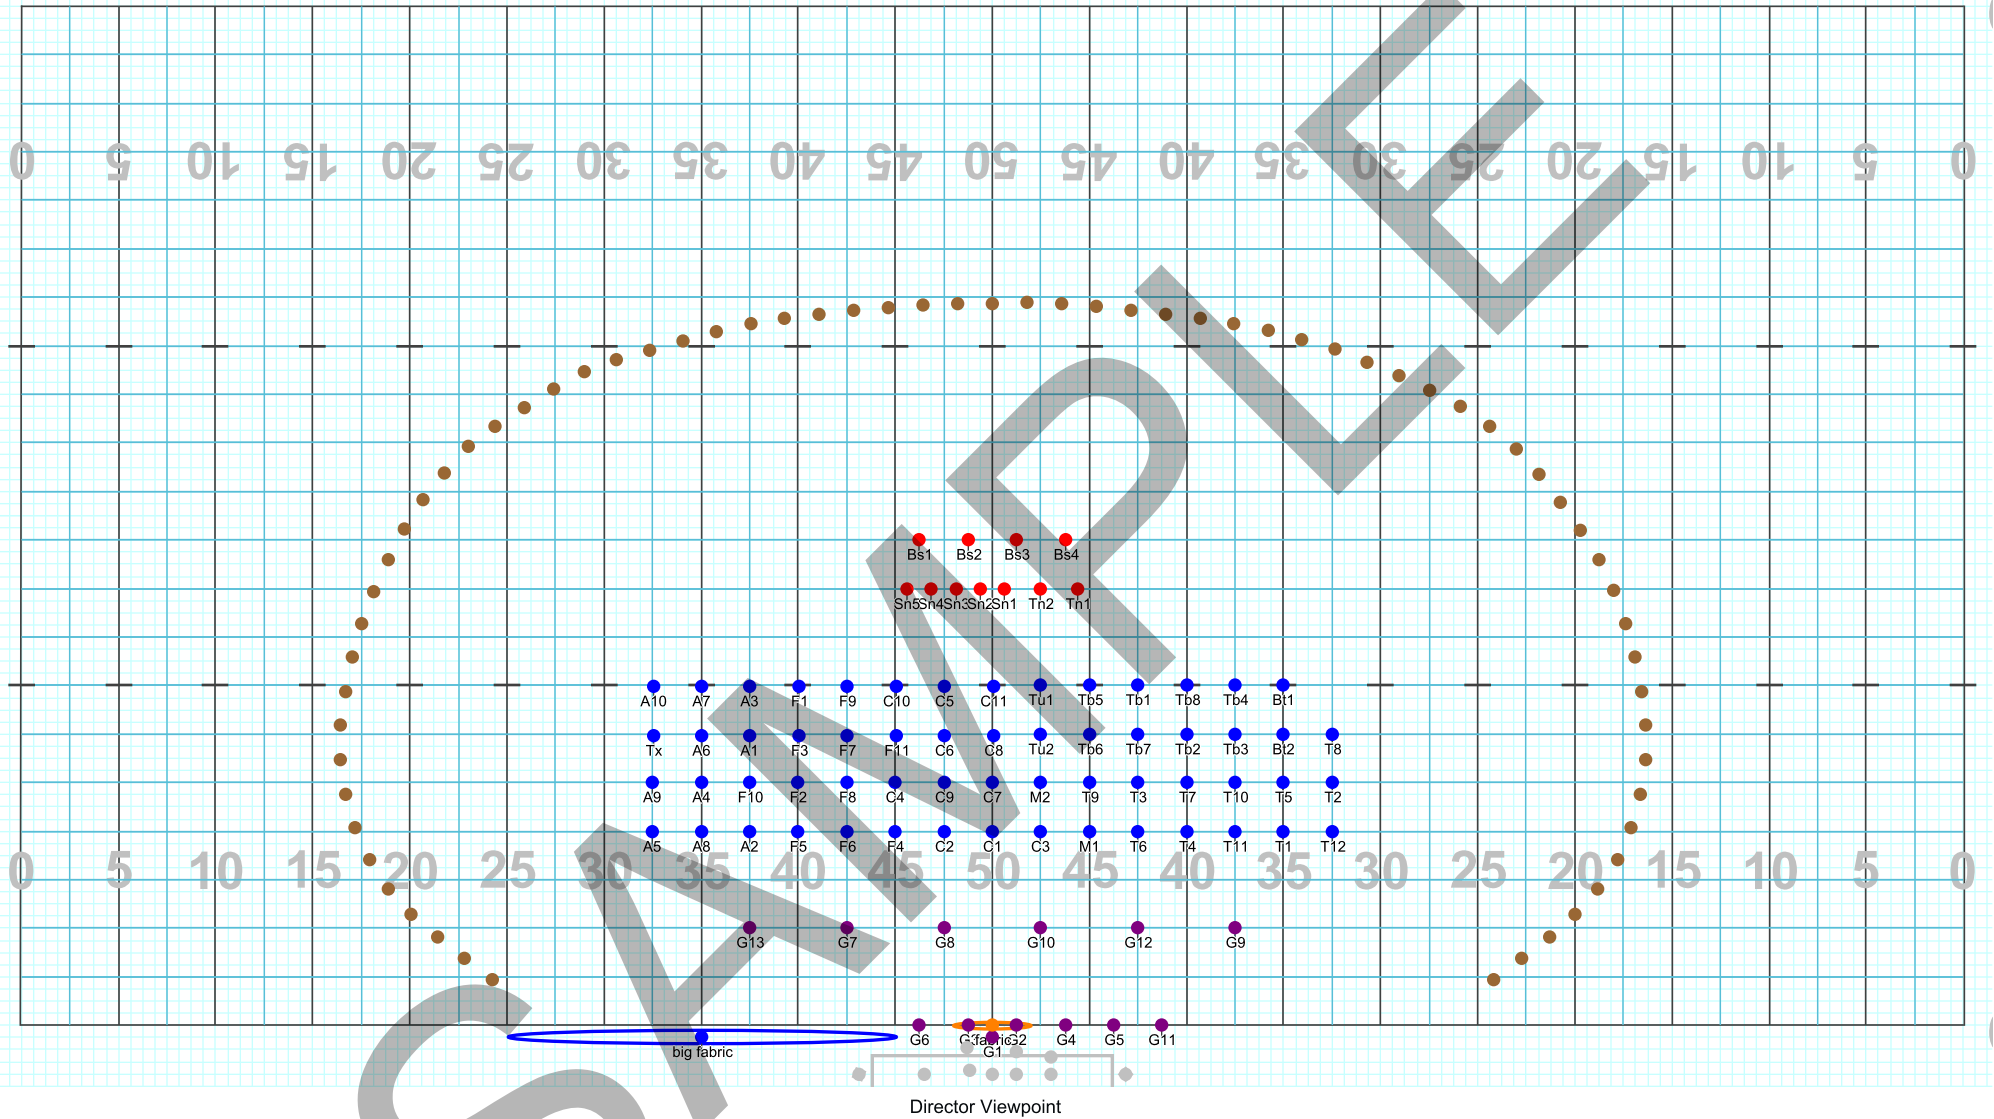 SAMPLE
0 5 10 15 20 25 30 35 40 45 50 45 40 35 30 25 20 15 10 5 0
Bs1 Bs2 Bs3 Bs4
Sn5 Sn4 Sn3 Sn2 Sn1 Tn2 Tn1
A10 A7 A3 F1 F9 C10 C5 C11 Tu1 Tb5 Tb1 Tb8 Tb4 Bt1
Tx A6 A1 F3 F7 F11 C6 C8 Tu2 Tb6 Tb7 Tb2 Tb3 Bt2 T8
A9 A4 F10 F2 F8 C4 C9 C7 M2 T9 T3 T7 T10 T5 T2
A5 A8 A2 F5 F6 F4 C2 C1 C3 M1 T6 T4 T11 T1 T12
0 5 10 15 20 25 30 35 40 45 50 45 40 35 30 25 20 15 10 5 0
G13 G7 G8 G10 G12 G9
G6 fabric G2 G4 G5 G11
G1
big fabric
Director Viewpoint